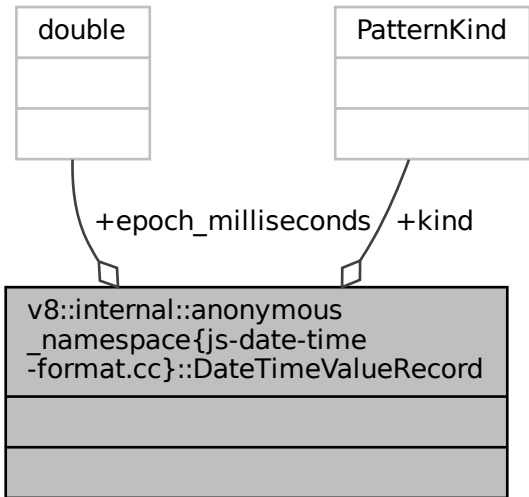 double
PatternKind
+epoch_milliseconds
+kind
v8::internal::anonymous
_namespace{js-date-time
-format.cc}::DateTimeValueRecord